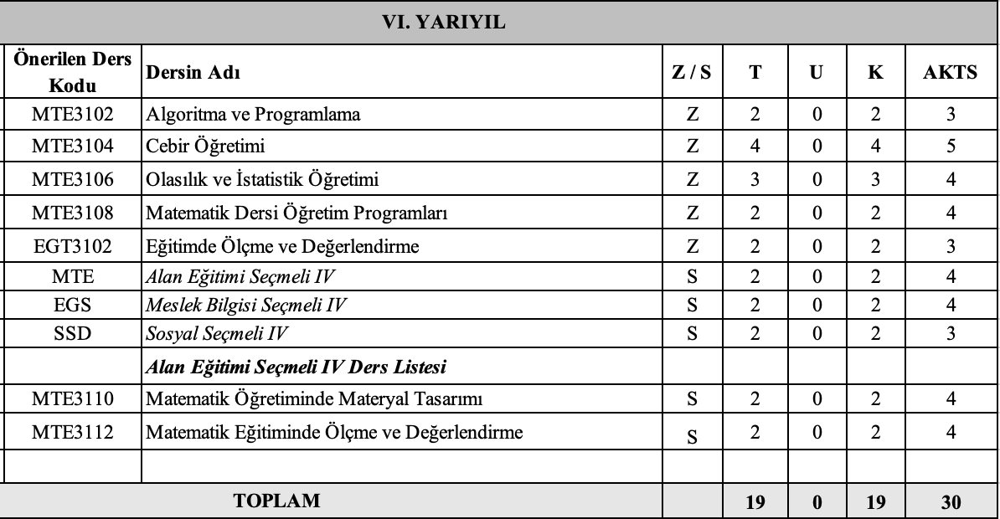 VI. YARIYIL
Önerilen Ders Kodu Dersin Adı Z / S T U K AKTS
MTE3102 Algoritma ve Programlama Z 2 0 2 3
MTE3104 Cebir Öğretimi Z 4 0 4 5
MTE3106 Olasılık ve İstatistik Öğretimi Z 3 0 3 4
MTE3108 Matematik Dersi Öğretim Programları Z 2 0 2 4
EGT3102 Eğitimde Ölçme ve Değerlendirme Z 2 0 2 3
MTE Alan Eğitimi Seçmeli IV S 2 0 2 4
EGS Meslek Bilgisi Seçmeli IV S 2 0 2 4
SSD Sosyal Seçmeli IV S 2 0 2 3
Alan Eğitimi Seçmeli IV Ders Listesi
MTE3110 Matematik Öğretiminde Materyal Tasarımı S 2 0 2 4
MTE3112 Matematik Eğitiminde Ölçme ve Değerlendirme S 2 0 2 4
TOPLAM 19 0 19 30